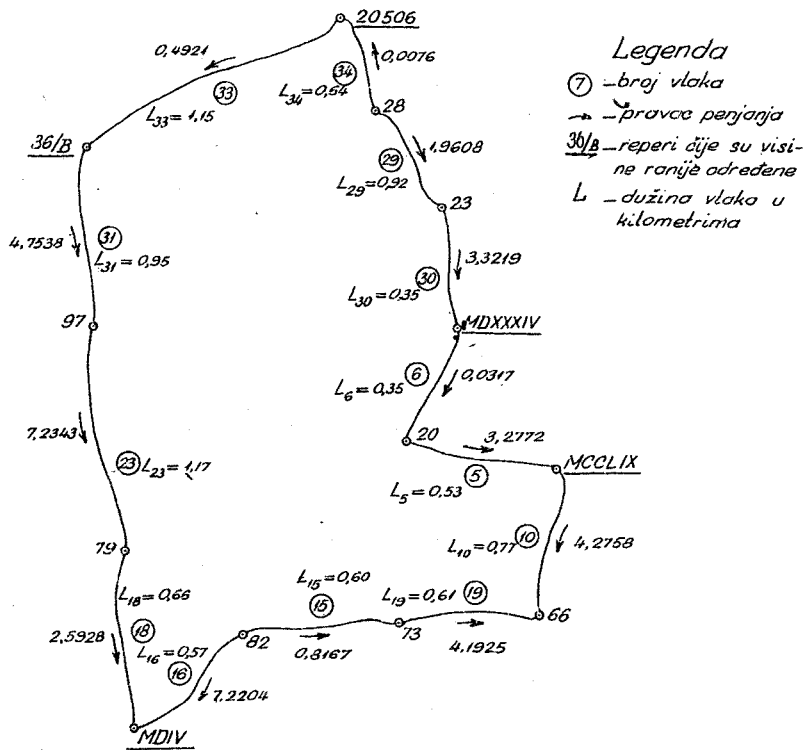 20506
0,4921
34
0,0076
33
L34=0,54
L33=1,15
28
36/B
29
1,9608
L29=0,92
23
4,7538
31
L31=0,95
30
3,3219
L30=0,35
97
MDXXXIV
6
L6=0,35
0,0317
7,2343
20
3,2772
23
L23=1,17
MCCLIX
5
L5=0,53
79
L10=0,77
10
4,2758
L18=0,66
L15=0,60
L19=0,61
19
15
66
2,5928
18
L16=0,57
82
73
16
0,8167
4,1925
7,2204
MDIV
Legenda
7 - broj vlaka
→ - pravac penjanja
36/B - reperi čije su visi-
ne ranije određene
L - dužina vlaka u
kilometrima